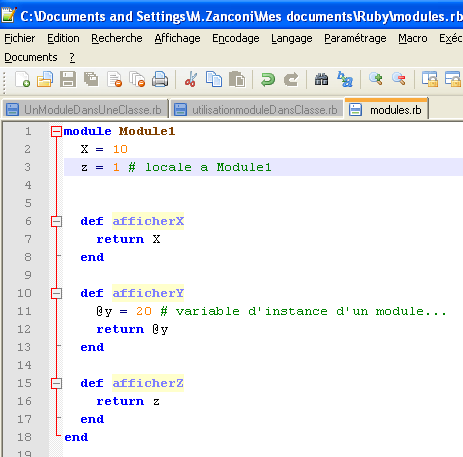 C:\Documents and Settings\M.Zanconi\Mes documents\Ruby\modules.rb
Fichier Edition Recherche Affichage Encodage Langage Paramétrage Macro Exéc
Documents ?
UnModuleDansUneClasse.rb utilisationmoduleDansClasse.rb modules.rb
1 module Module1
2 X = 10
3 z = 1 # locale a Module1
4
5
6 def afficherX
7 return X
8 end
9
10 def afficherY
11 @y = 20 # variable d'instance d'un module...
12 return @y
13 end
14
15 def afficherZ
16 return z
17 end
18 end
19